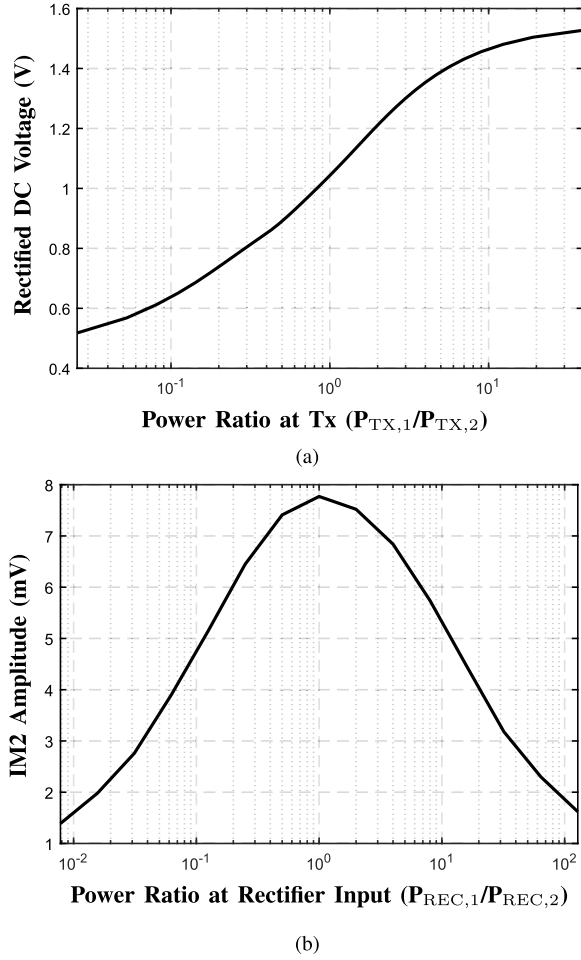 1.6
1.4
1.2
1
0.8
0.6
0.4
Rectified DC Voltage (V)
10^-1 10^0 10^1
Power Ratio at Tx (P_TX,1/P_TX,2)
(a)
8
7
6
5
4
3
2
1
IM2 Amplitude (mV)
10^-2 10^-1 10^0 10^1 10^2
Power Ratio at Rectifier Input (P_REC,1/P_REC,2)
(b)